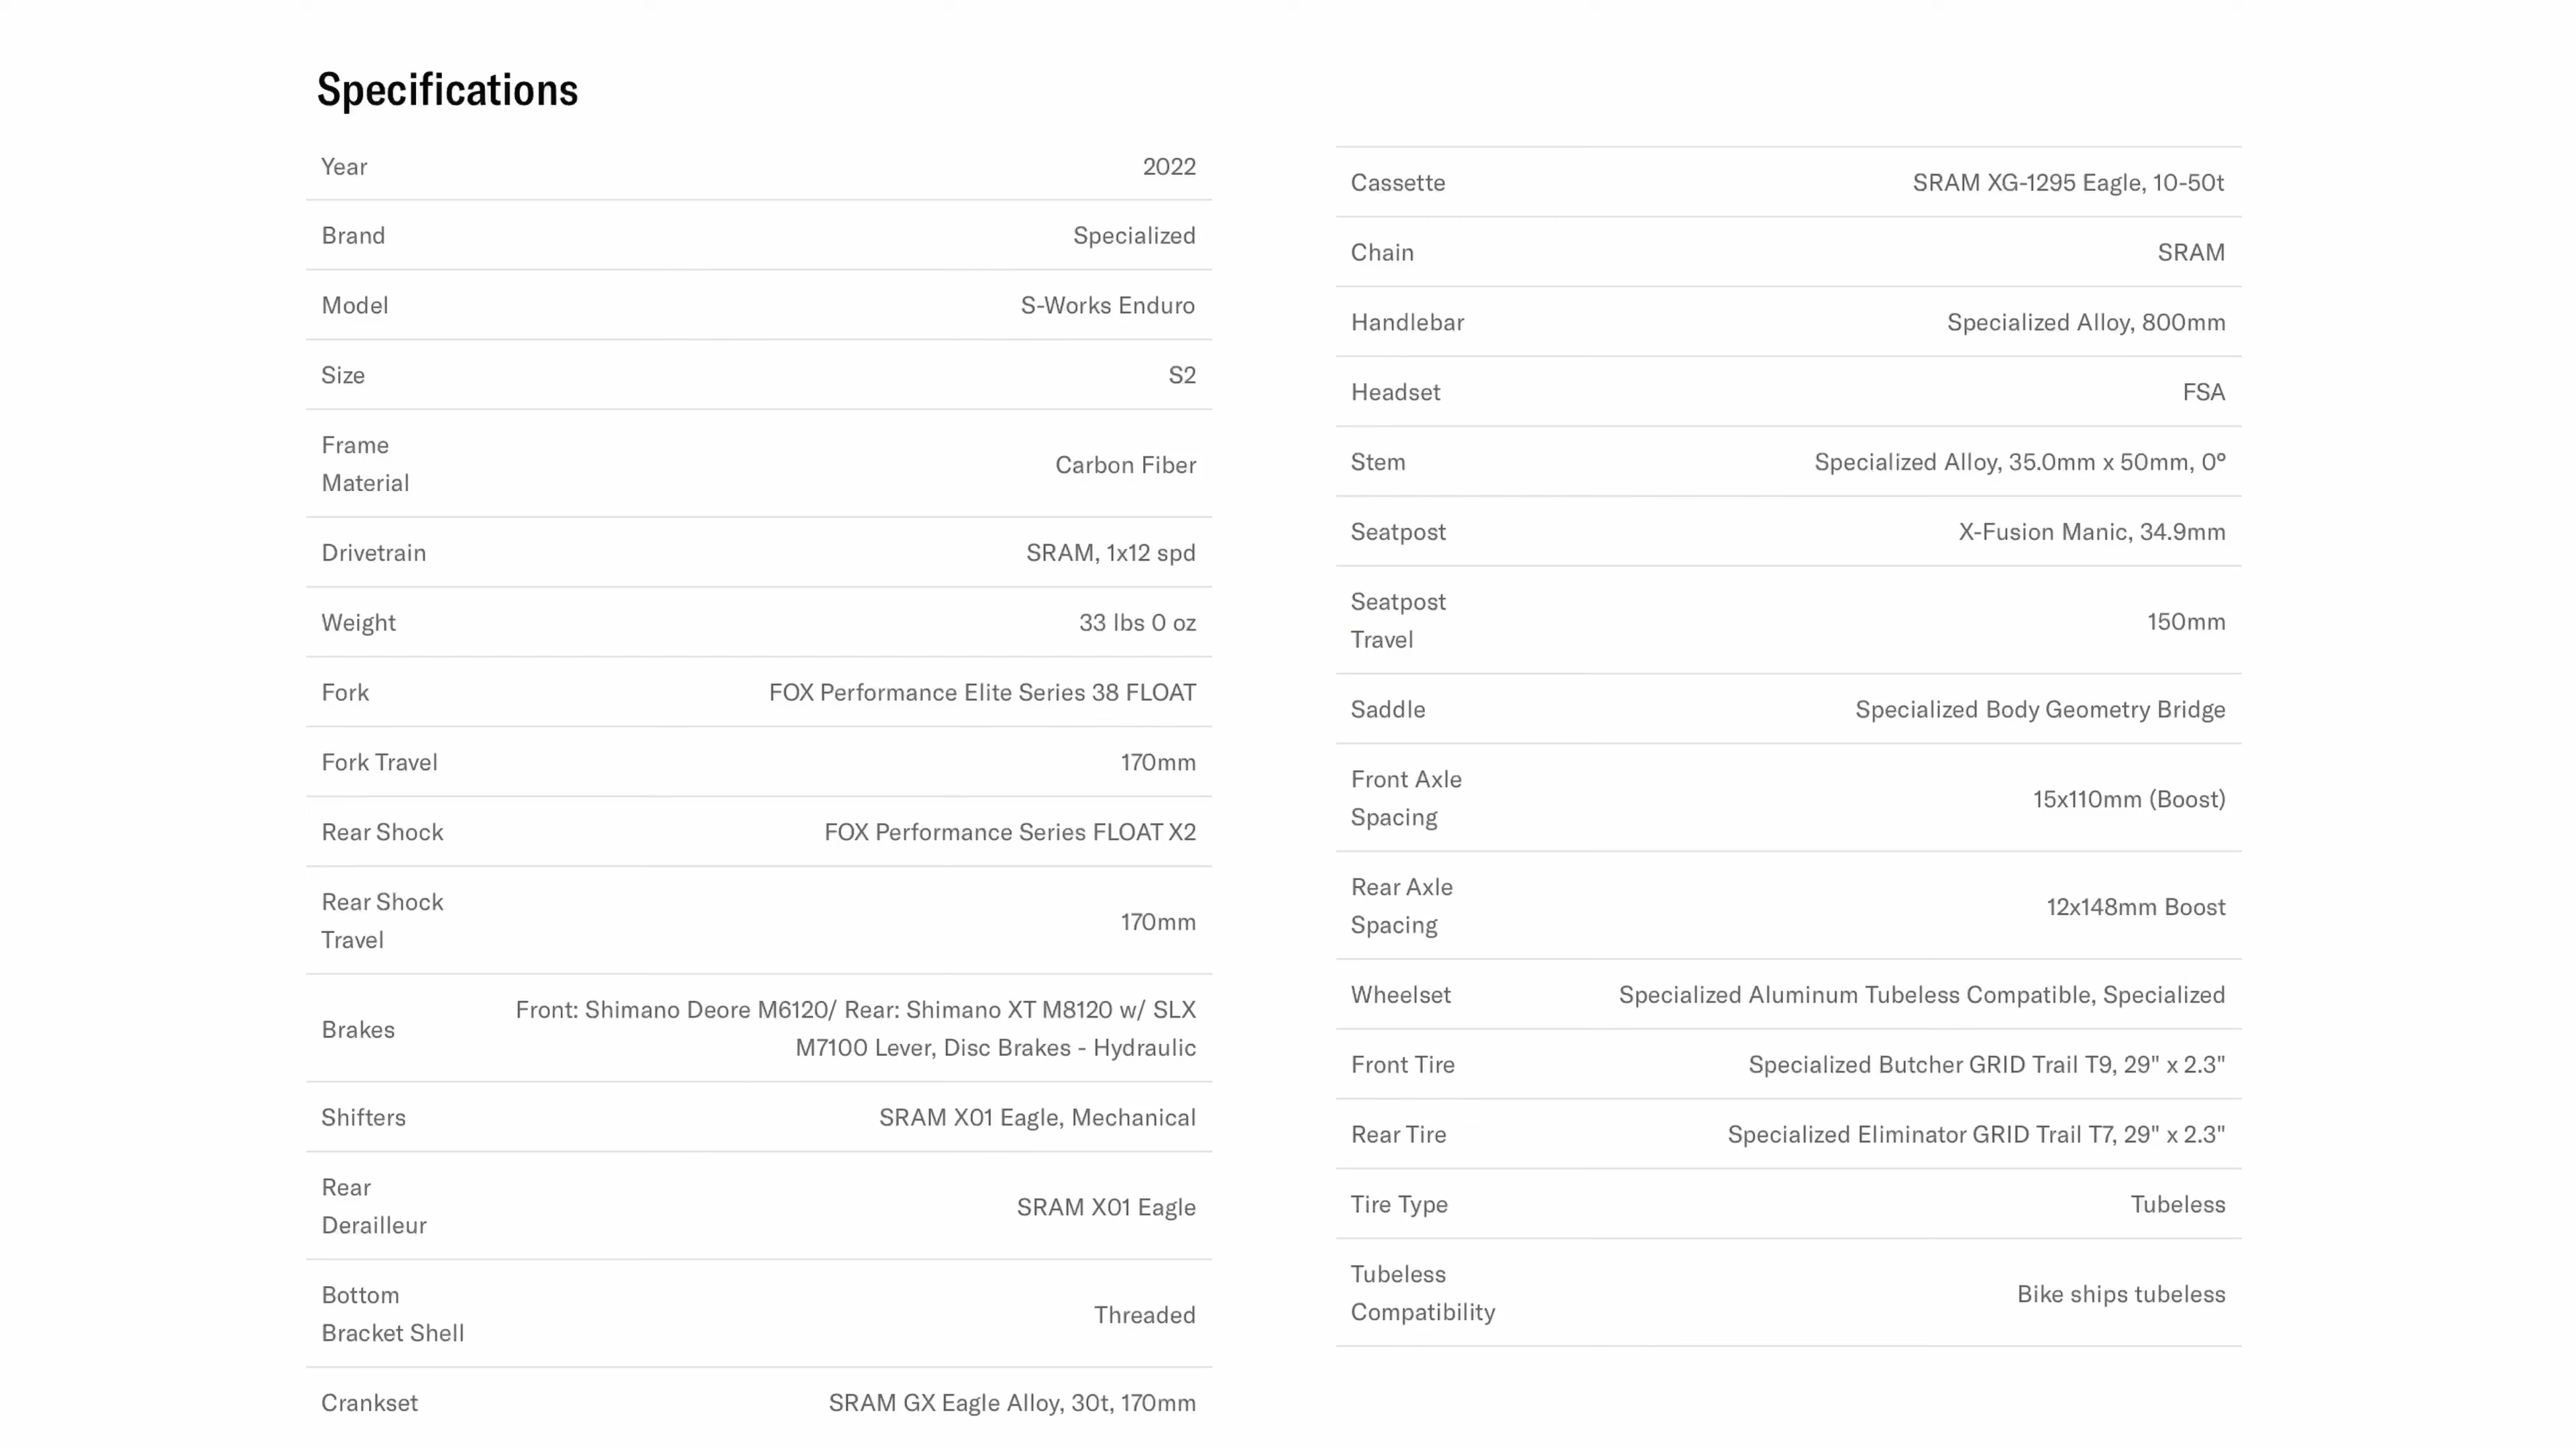 Specifications
Year 2022
Brand Specialized
Model S-Works Enduro
Size S2
Frame
Material
Carbon Fiber
Drivetrain SRAM, 1x12 spd
Weight 33 lbs 0 oz
Fork FOX Performance Elite Series 38 FLOAT
Fork Travel 170mm
Rear Shock FOX Performance Series FLOAT X2
Rear Shock
Travel
170mm
Brakes
Front: Shimano Deore M6120/ Rear: Shimano XT M8120 w/ SLX
M7100 Lever, Disc Brakes - Hydraulic
Shifters SRAM X01 Eagle, Mechanical
Rear
Derailleur
SRAM X01 Eagle
Bottom
Bracket Shell
Threaded
Crankset SRAM GX Eagle Alloy, 30t, 170mm
Cassette SRAM XG-1295 Eagle, 10-50t
Chain SRAM
Handlebar Specialized Alloy, 800mm
Headset FSA
Stem Specialized Alloy, 35.0mm x 50mm, 0º
Seatpost X-Fusion Manic, 34.9mm
Seatpost
Travel
150mm
Saddle Specialized Body Geometry Bridge
Front Axle
Spacing
15x110mm (Boost)
Rear Axle
Spacing
12x148mm Boost
Wheelset Specialized Aluminum Tubeless Compatible, Specialized
Front Tire Specialized Butcher GRID Trail T9, 29" x 2.3"
Rear Tire Specialized Eliminator GRID Trail T7, 29" x 2.3"
Tire Type Tubeless
Tubeless
Compatibility
Bike ships tubeless